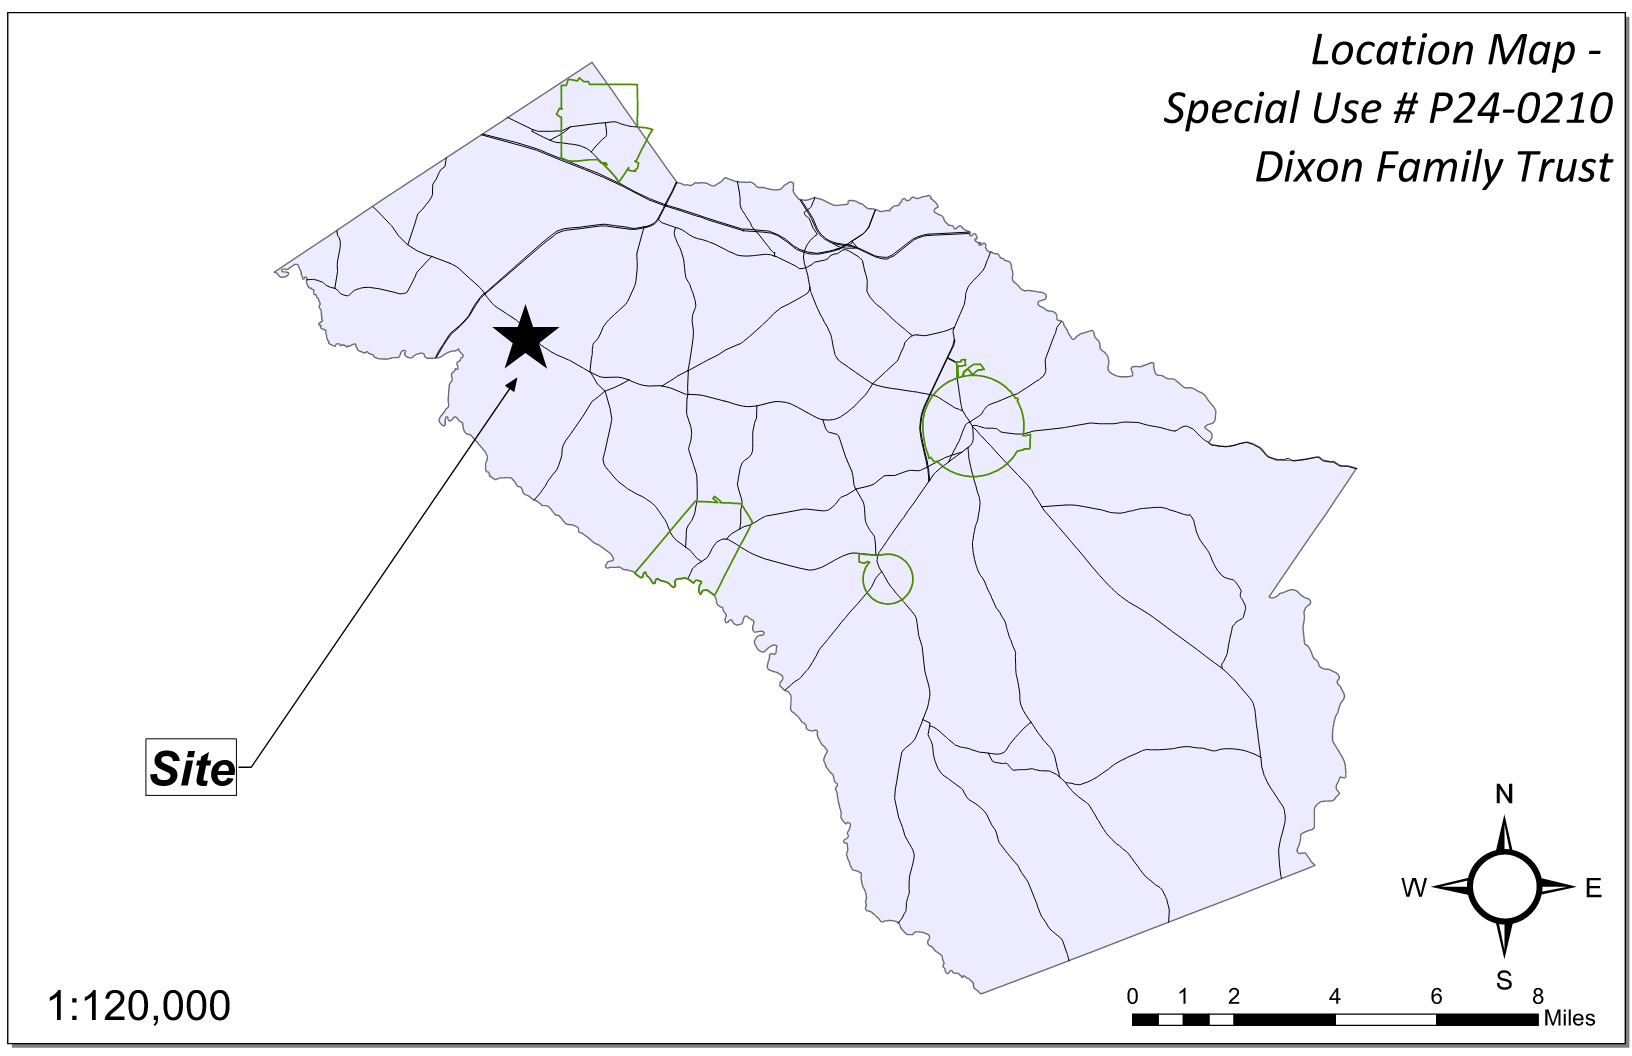 Location Map -
Special Use # P24-0210
Dixon Family Trust
Site
N
W E
S
1:120,000
0 1 2 4 6 8
Miles